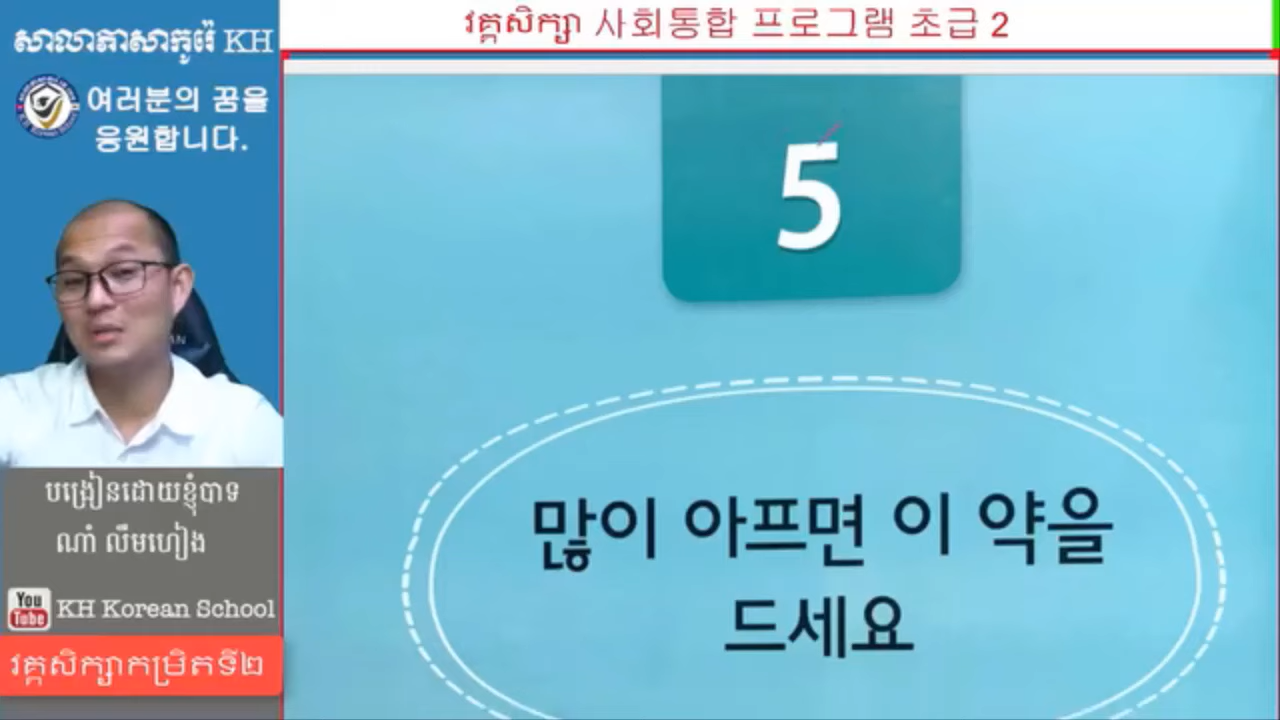 វគ្គសិក្សា 사회통합 프로그램 초급 2
សាលាភាសាកូរ៉េ KH
여러분의 꿈을
응원합니다.
5
많이 아프면 이 약을
드세요
បង្រៀនដោយខ្ញុំបាទ
ណាំ លឹមហៀង
You
Tube
KH Korean School
វគ្គសិក្សាកម្រិតទី២